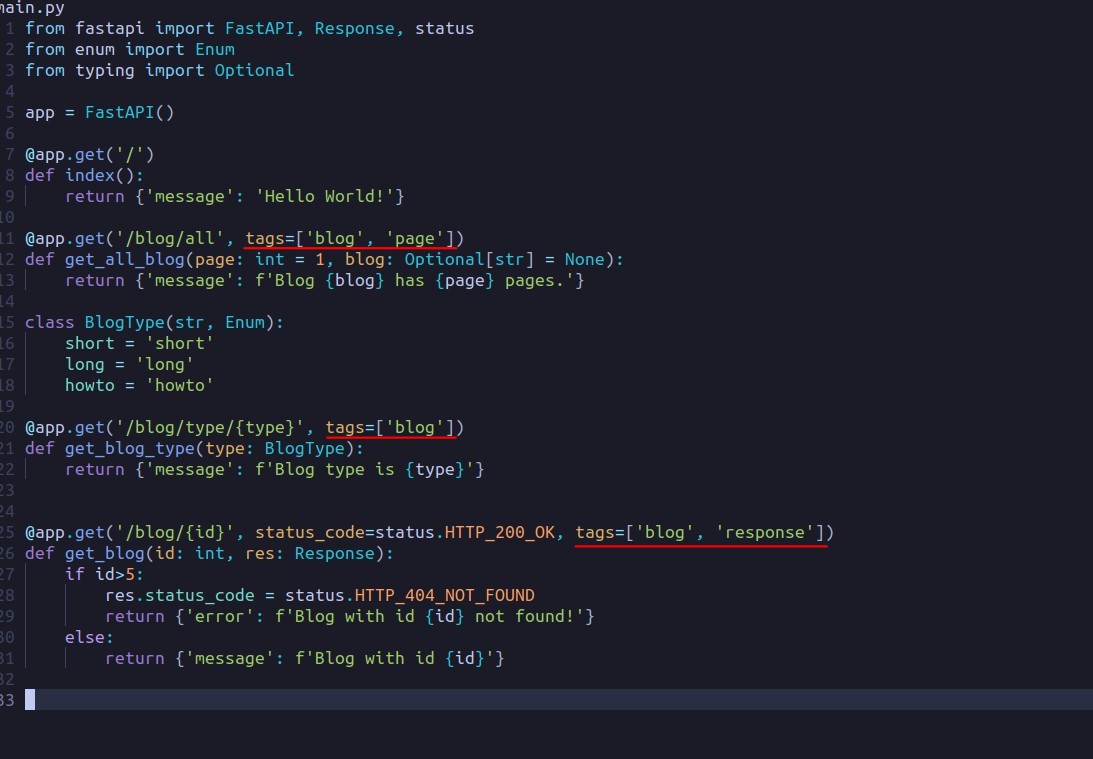 main.py
1 from fastapi import FastAPI, Response, status
2 from enum import Enum
3 from typing import Optional
4
5 app = FastAPI()
6
7 @app.get('/')
8 def index():
9     return {'message': 'Hello World!'}
10
11 @app.get('/blog/all', tags=['blog', 'page'])
12 def get_all_blog(page: int = 1, blog: Optional[str] = None):
13     return {'message': f'Blog {blog} has {page} pages.'}
14
15 class BlogType(str, Enum):
16     short = 'short'
17     long = 'long'
18     howto = 'howto'
19
20 @app.get('/blog/type/{type}', tags=['blog'])
21 def get_blog_type(type: BlogType):
22     return {'message': f'Blog type is {type}'}
23
24
25 @app.get('/blog/{id}', status_code=status.HTTP_200_OK, tags=['blog', 'response'])
26 def get_blog(id: int, res: Response):
27     if id>5:
28         res.status_code = status.HTTP_404_NOT_FOUND
29         return {'error': f'Blog with id {id} not found!'}
30     else:
31         return {'message': f'Blog with id {id}'}
32
33